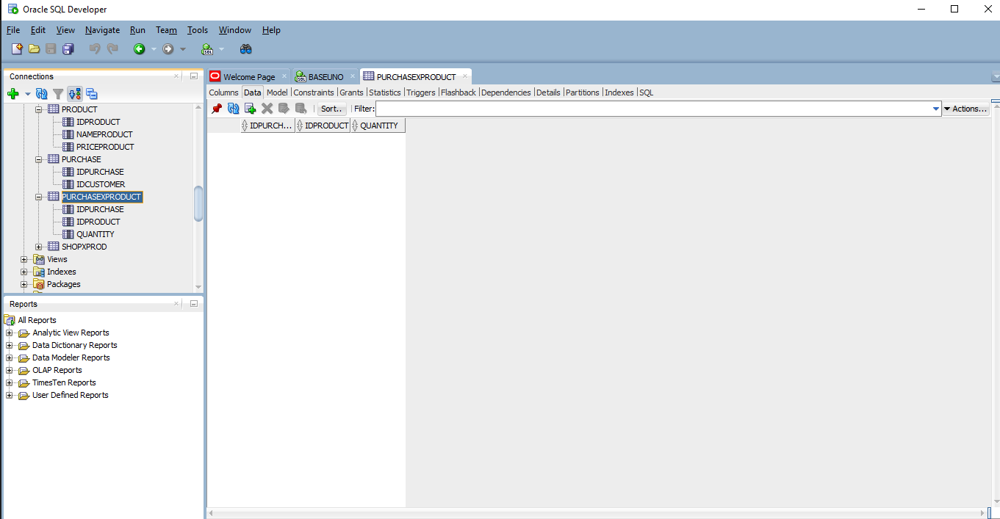 Oracle SQL Developer
File Edit View Navigate Run Team Tools Window Help
Connections
PRODUCT
IDPRODUCT
NAMEPRODUCT
PRICEPRODUCT
PURCHASE
IDPURCHASE
IDCUSTOMER
PURCHASEXPRODUCT
IDPURCHASE
IDPRODUCT
QUANTITY
SHOPXPROD
Views
Indexes
Packages
Reports
All Reports
Analytic View Reports
Data Dictionary Reports
Data Modeler Reports
OLAP Reports
TimesTen Reports
User Defined Reports
Welcome Page BASEUNO PURCHASEXPRODUCT
Columns Data Model Constraints Grants Statistics Triggers Flashback Dependencies Details Partitions Indexes SQL
Sort.. Filter: Actions...
IDPURCH... IDPRODUCT QUANTITY